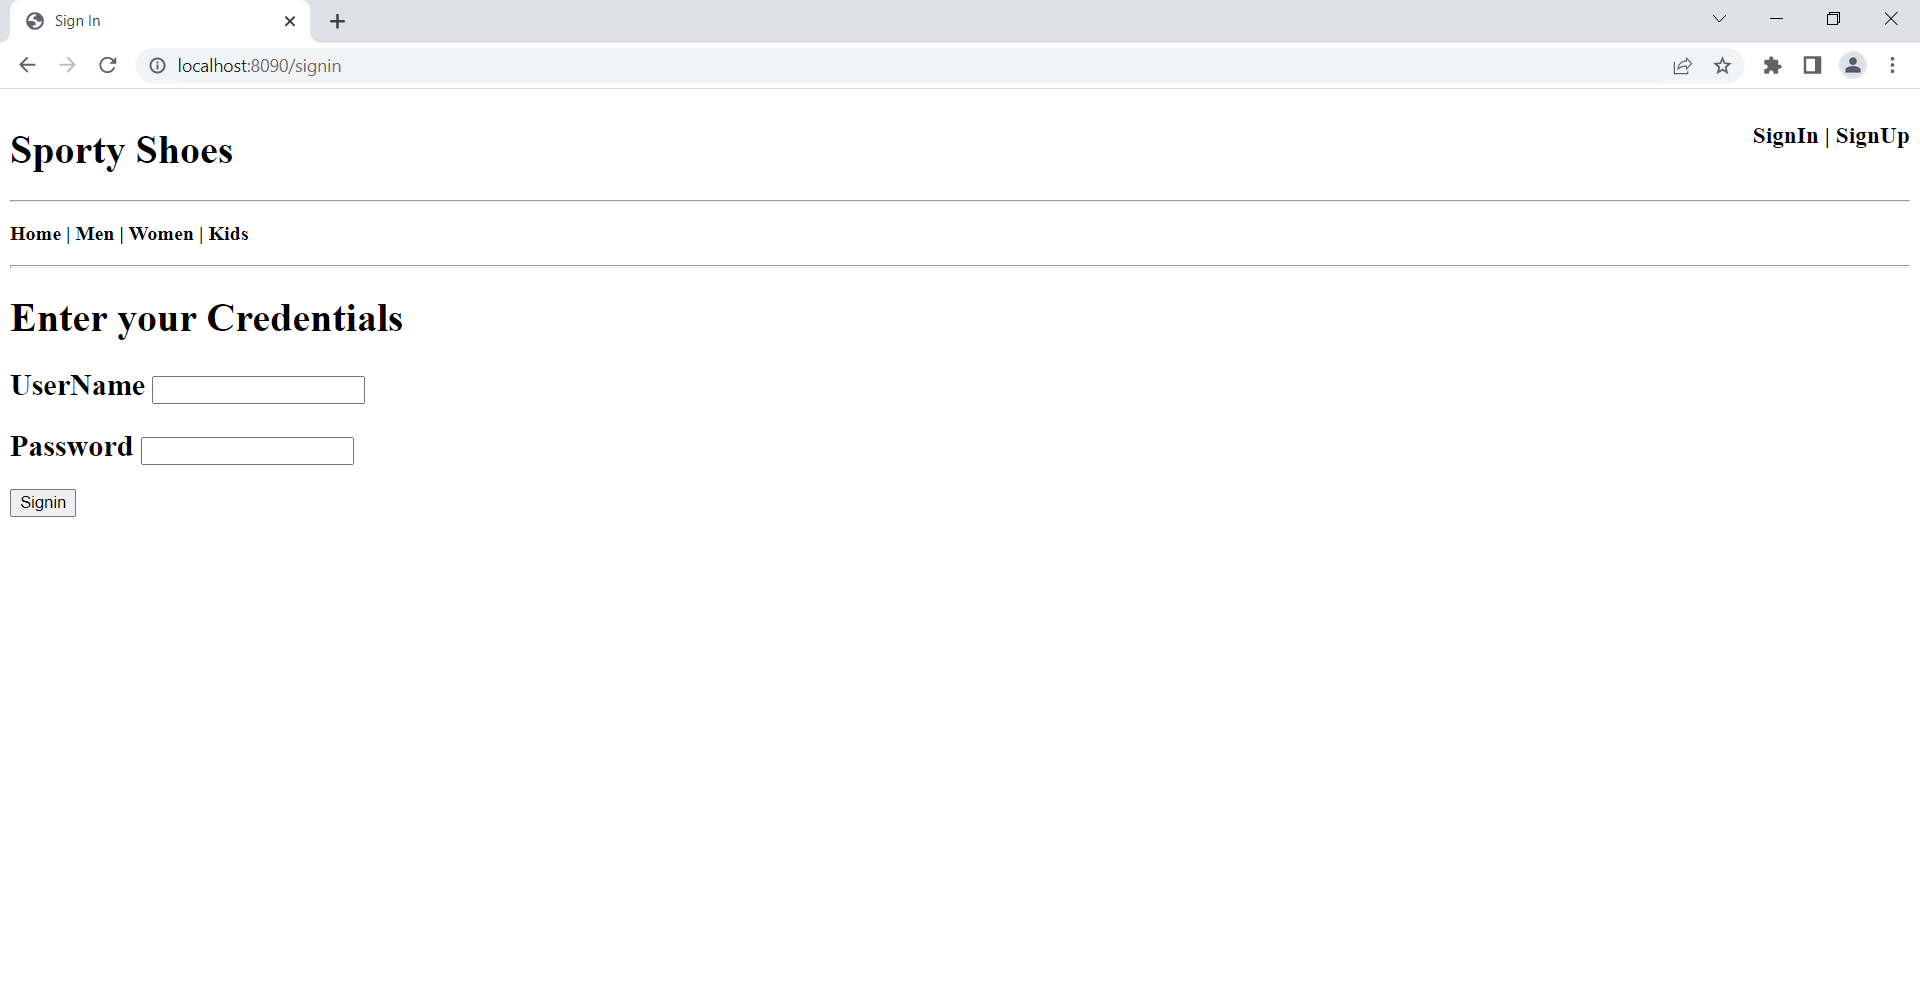 Sign In
localhost:8090/signin
Sporty Shoes
SignIn | SignUp
Home | Men | Women | Kids
Enter your Credentials
UserName
Password
Signin